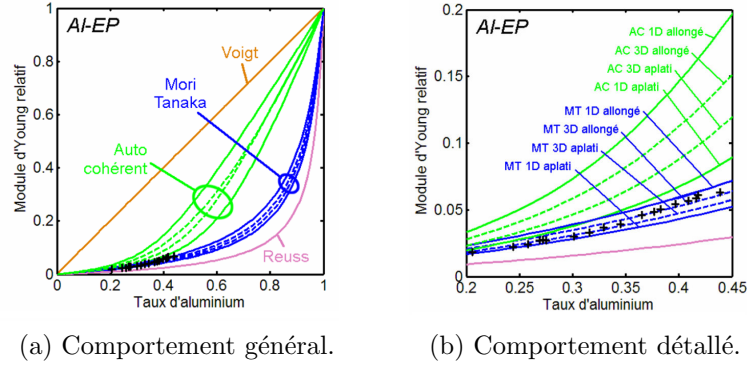 Al-EP
Voigt
Mori
Tanaka
Auto
cohérent
Reuss
Module d'Young relatif
1
0.8
0.6
0.4
0.2
0
0
0.2
0.4
0.6
0.8
1
Taux d'aluminium
(a) Comportement général.
Al-EP
AC 1D allongé
AC 3D allongé
AC 3D aplati
AC 1D aplati
MT 1D allongé
MT 3D allongé
MT 3D aplati
MT 1D aplati
Module d'Young relatif
0.2
0.15
0.1
0.05
0
0.2
0.25
0.3
0.35
0.4
0.45
Taux d'aluminium
(b) Comportement détallé.